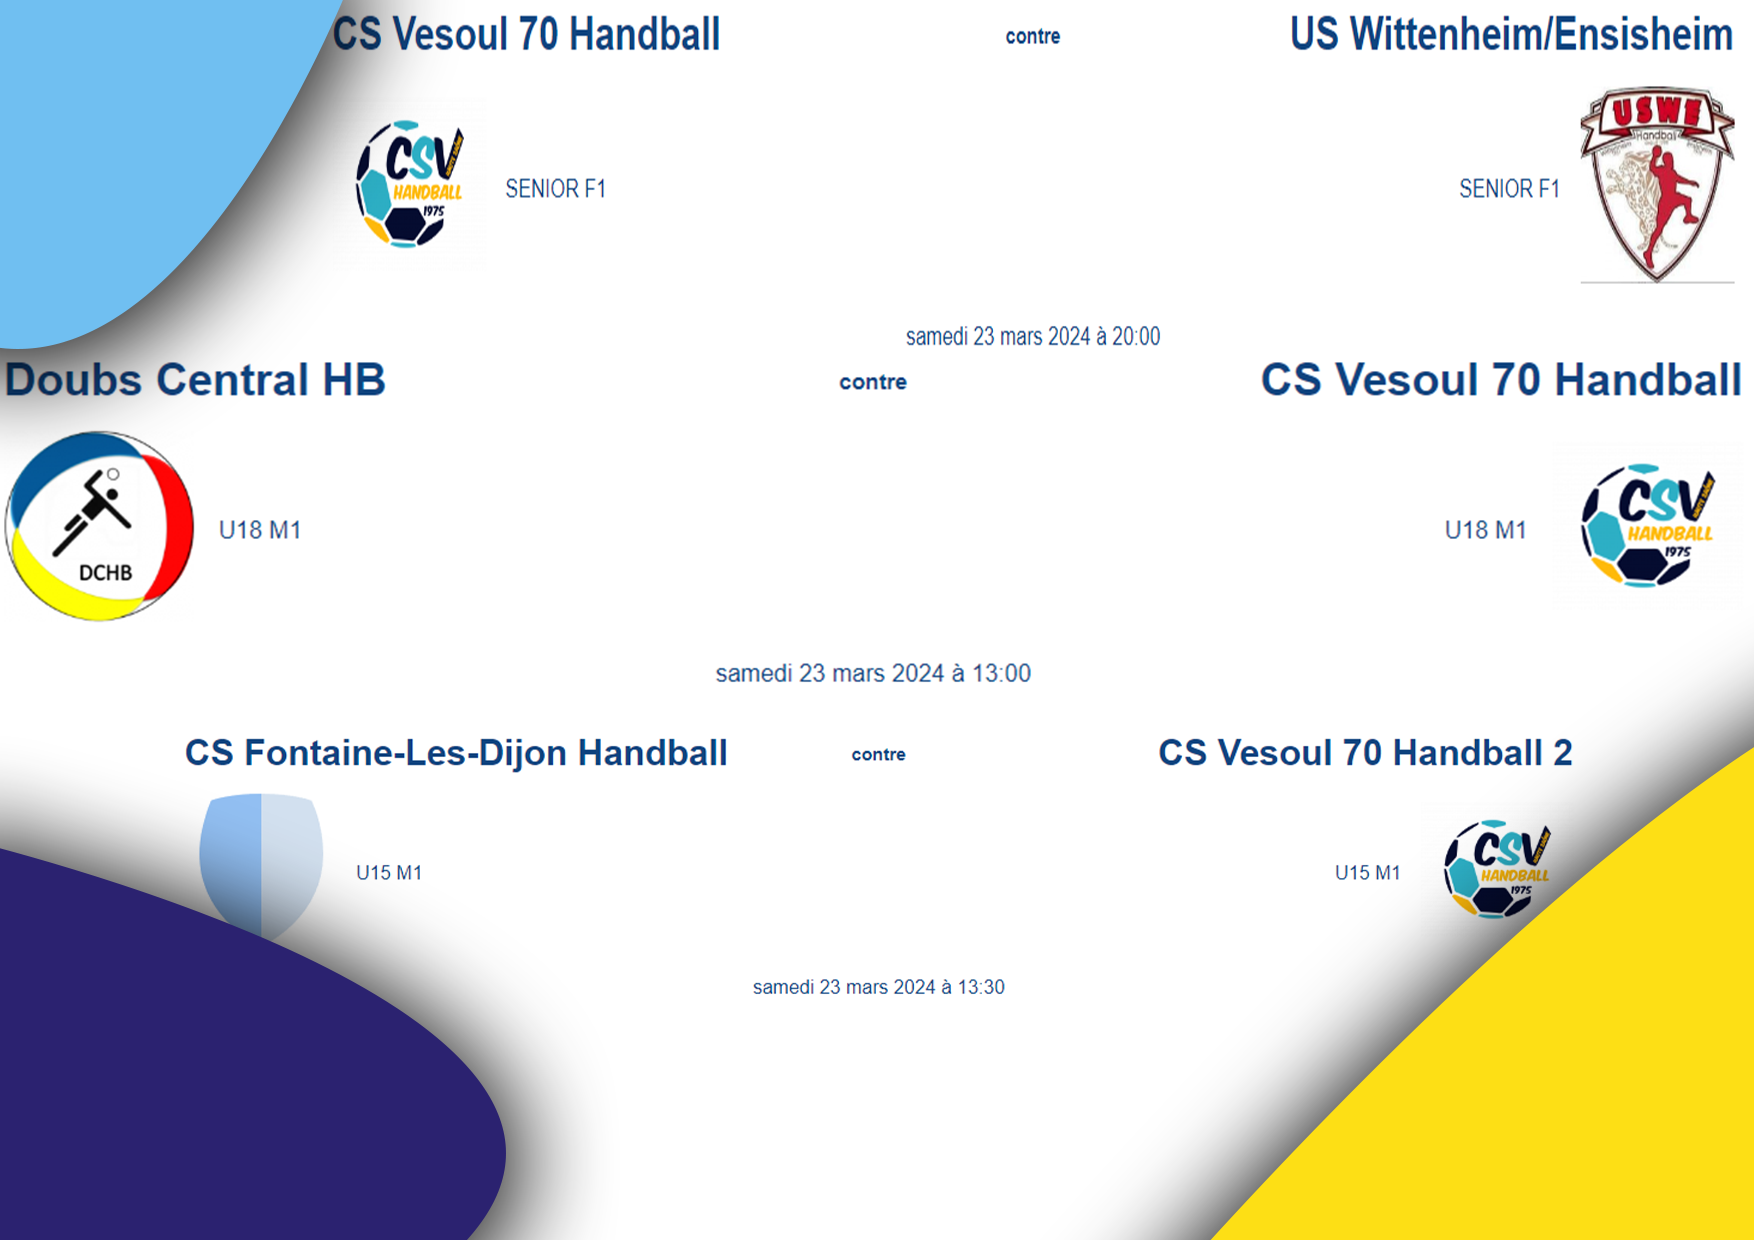 CS Vesoul 70 Handball contre US Wittenheim/Ensisheim
CSV
HANDBALL
1975
SENIOR F1
SENIOR F1
USWE
Handball
samedi 23 mars 2024 à 20:00
Doubs Central HB contre CS Vesoul 70 Handball
DCHB
U18 M1
U18 M1
CSV
HANDBALL
1975
samedi 23 mars 2024 à 13:00
CS Fontaine-Les-Dijon Handball contre CS Vesoul 70 Handball 2
U15 M1
U15 M1
CSV
HANDBALL
1975
samedi 23 mars 2024 à 13:30